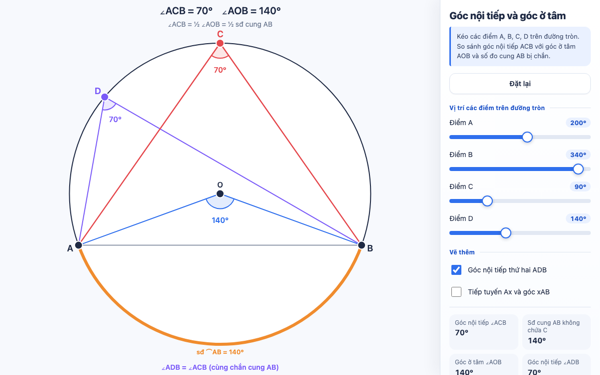 ∠ACB = 70° ∠AOB = 140°
∠ACB = ½ ∠AOB = ½ sđ cung AB
C
70°
D
70°
O
140°
A
B
sđ ⌒AB = 140°
∠ADB = ∠ACB (cùng chắn cung AB)
Góc nội tiếp và góc ở tâm
Kéo các điểm A, B, C, D trên đường tròn.
So sánh góc nội tiếp ACB với góc ở tâm
AOB và số đo cung AB bị chắn.
Đặt lại
Vị trí các điểm trên đường tròn
Điểm A 200°
Điểm B 340°
Điểm C 90°
Điểm D 140°
Vẽ thêm
Góc nội tiếp thứ hai ADB
Tiếp tuyến Ax và góc xAB
Góc nội tiếp ∠ACB
70°
Sđ cung AB không
chứa C
140°
Góc ở tâm ∠AOB
140°
Góc nội tiếp ∠ADB
70°